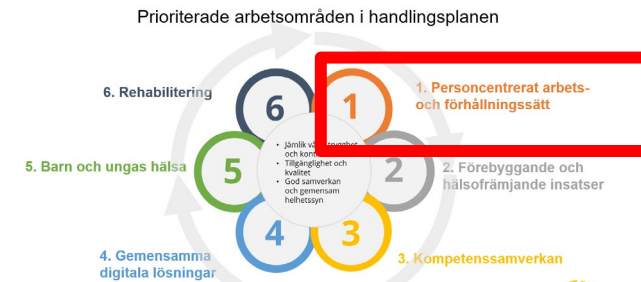 Prioriterade arbetsområden i handlingsplanen
6. Rehabilitering
6
1
1. Personcentrerat arbets-
och förhållningssätt
• Jämlik
och
• Tillgänglighet och
kvalitet
• God samverkan
och gemensam
helhetssyn
5. Barn och ungas hälsa
5
2
2. Förebyggande och
hälsofrämjande insatser
4
3
4. Gemensamma
digitala lösningar
3. Kompetenssamverkan